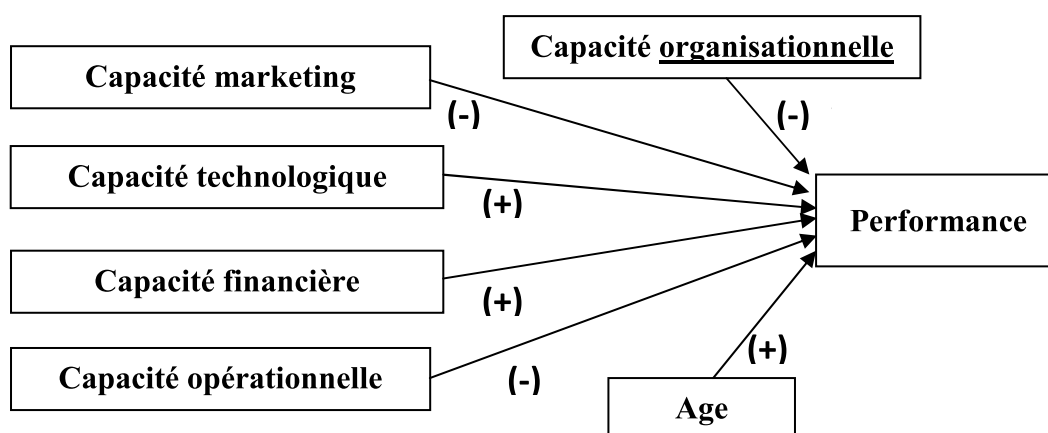 Capacité organisationnelle
Capacité marketing
(-)
(-)
Capacité technologique
(+)
Performance
Capacité financière
(+)
Capacité opérationnelle
(-)
(+)
Age